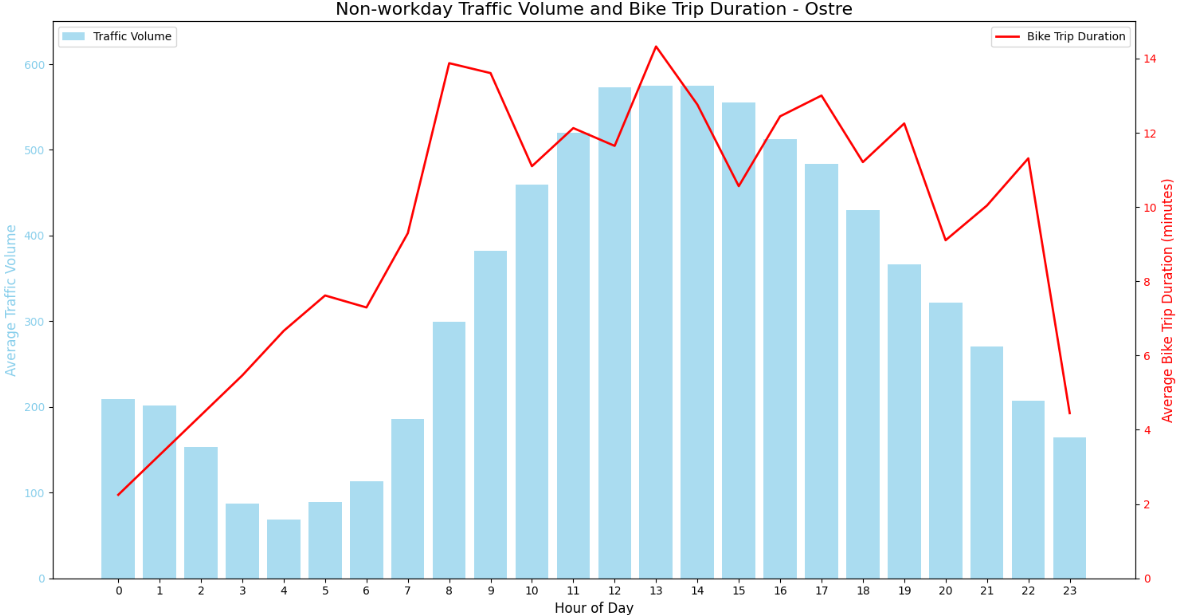 Non-workday Traffic Volume and Bike Trip Duration - Ostre
Traffic Volume
Bike Trip Duration
Average Traffic Volume
600
500
400
300
200
100
0
14
12
10
8
6
4
2
0
Average Bike Trip Duration (minutes)
0 1 2 3 4 5 6 7 8 9 10 11 12 13 14 15 16 17 18 19 20 21 22 23
Hour of Day